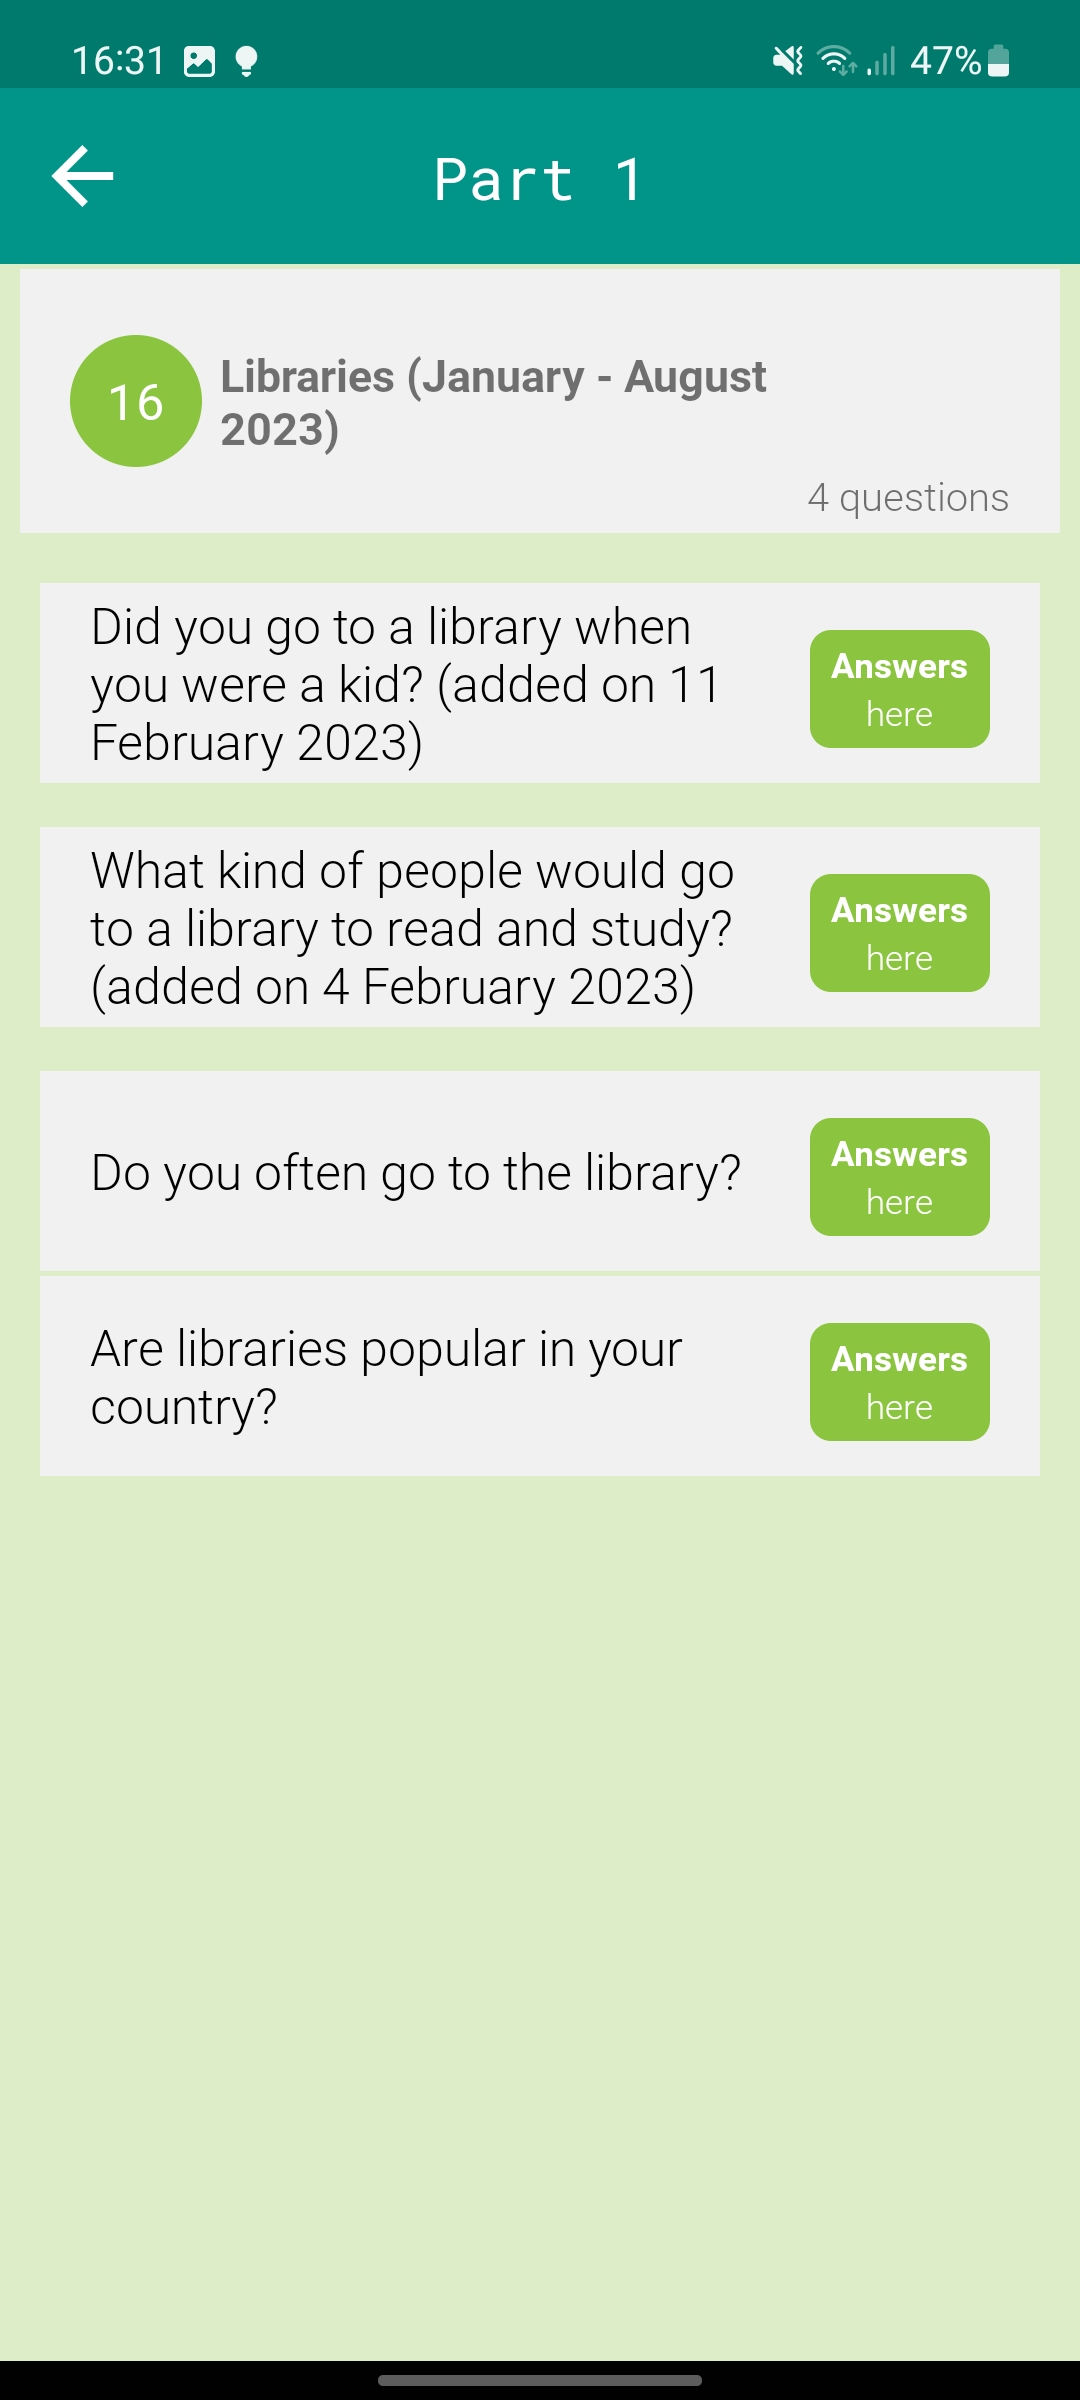 16:31
47%
Part 1
16
Libraries (January - August
2023)
4 questions
Did you go to a library when
you were a kid? (added on 11
February 2023)
Answers
here
What kind of people would go
to a library to read and study?
(added on 4 February 2023)
Answers
here
Do you often go to the library?
Answers
here
Are libraries popular in your
country?
Answers
here